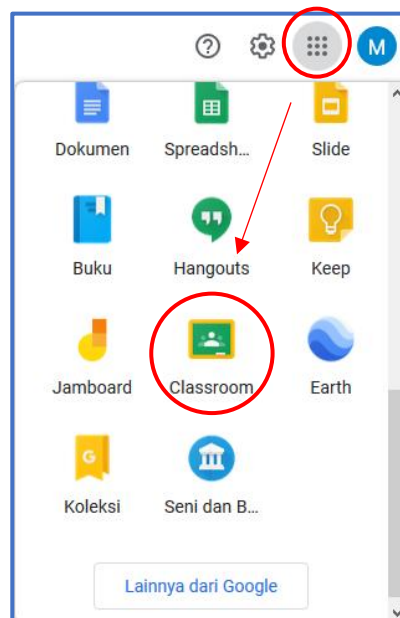 M
Dokumen Spreadsh... Slide
Buku Hangouts Keep
Jamboard Classroom Earth
G
Koleksi Seni dan B...
Lainnya dari Google